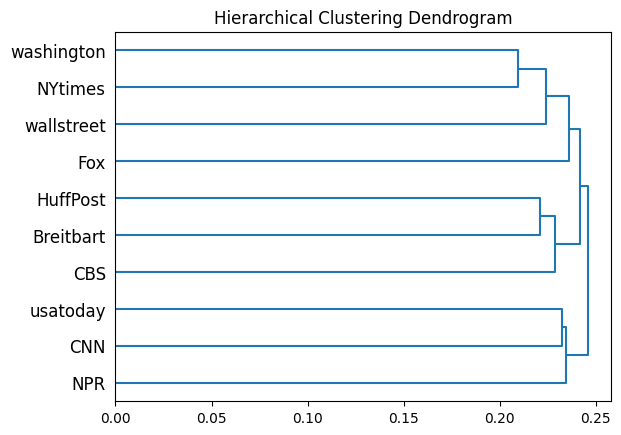 Hierarchical Clustering Dendrogram
washington
NYtimes
wallstreet
Fox
HuffPost
Breitbart
CBS
usatoday
CNN
NPR
0.00 0.05 0.10 0.15 0.20 0.25